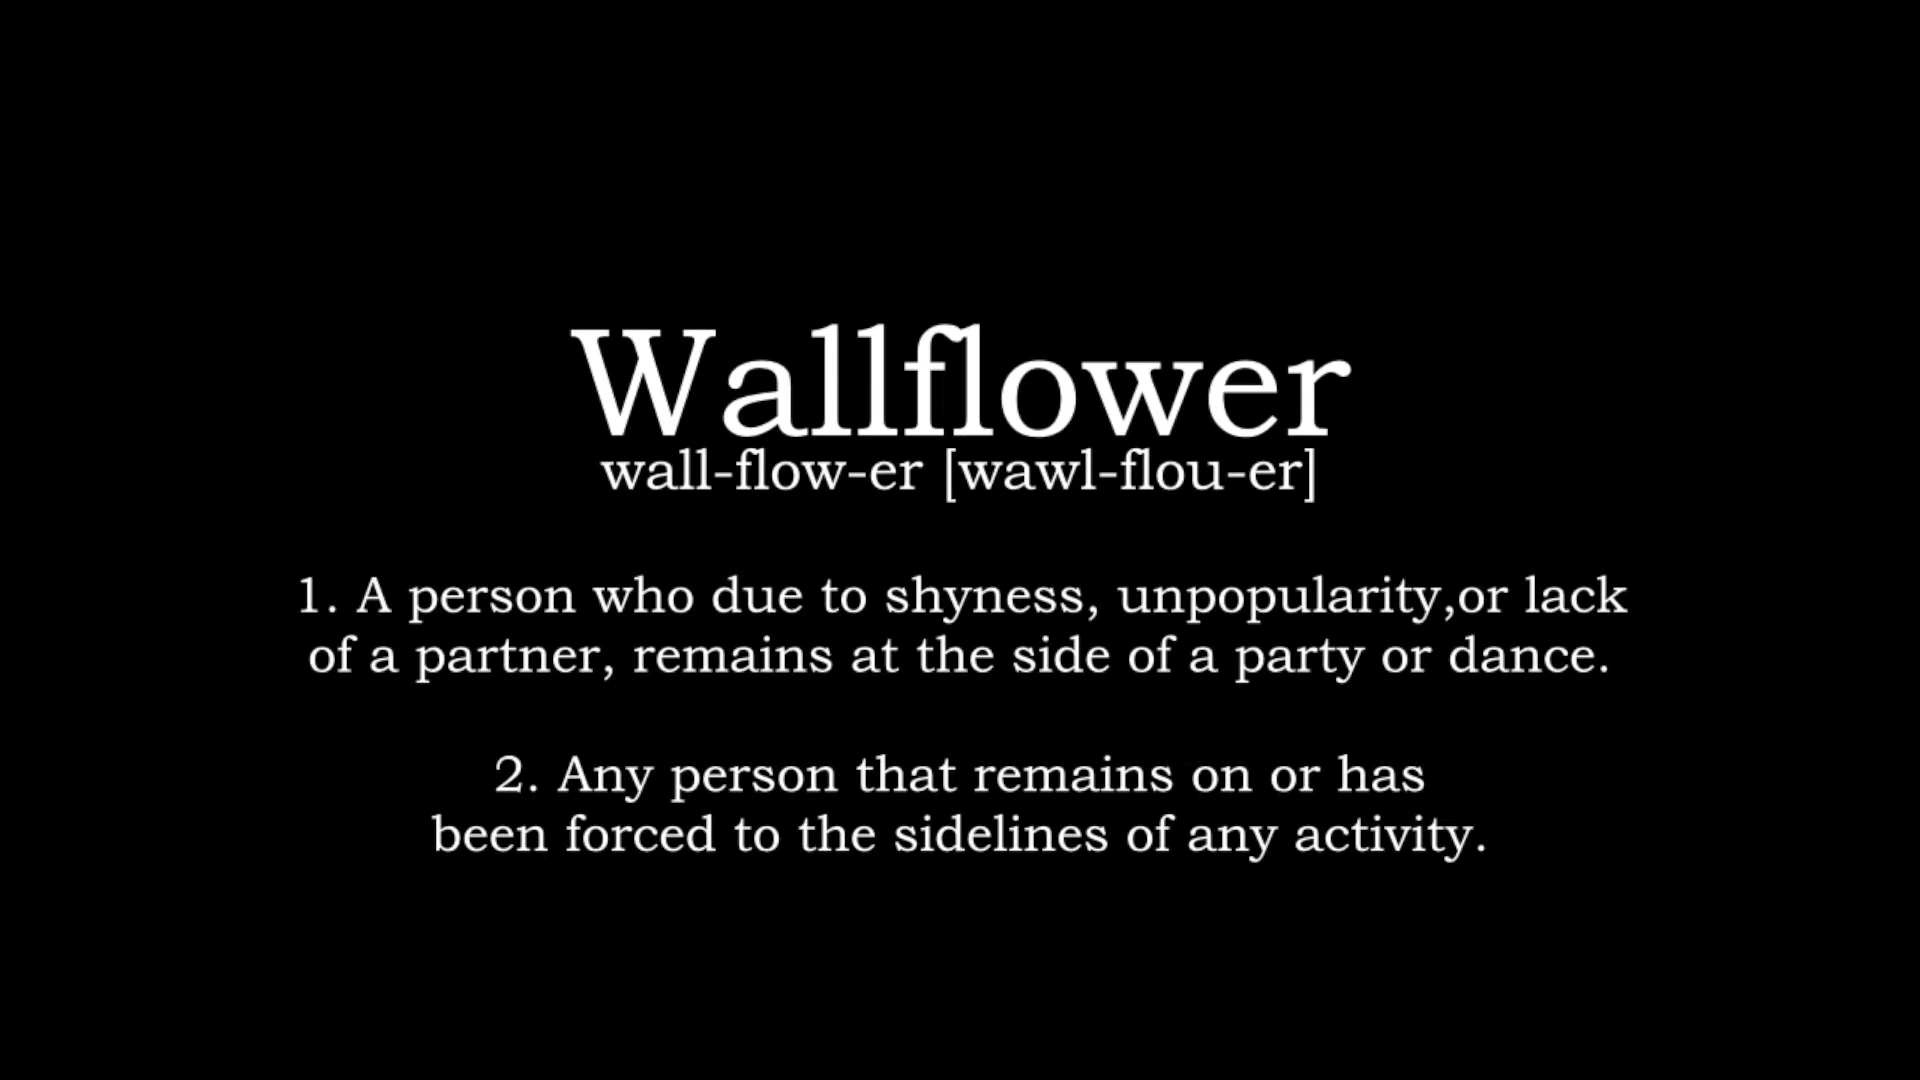 Wallflower
wall-flow-er [wawl-flou-er]
1. A person who due to shyness, unpopularity,or lack
of a partner, remains at the side of a party or dance.
2. Any person that remains on or has
been forced to the sidelines of any activity.